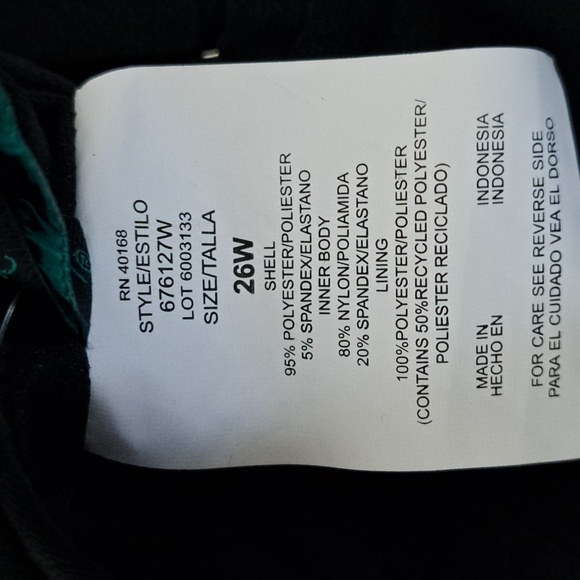 RN 40168
STYLE/ESTILO
676127W
LOT 6003133
SIZE/TALLA
26W
SHELL
95% POLYESTER/POLIESTER
5% SPANDEX/ELASTANO
INNER BODY
80% NYLON/POLIAMIDA
20% SPANDEX/ELASTANO
LINING
100%POLYESTER/POLIESTER
(CONTAINS 50%RECYCLED POLYESTER/
POLIESTER RECICLADO)
MADE IN INDONESIA
HECHO EN INDONESIA
FOR CARE SEE REVERSE SIDE
PARA EL CUIDADO VEA EL DORSO